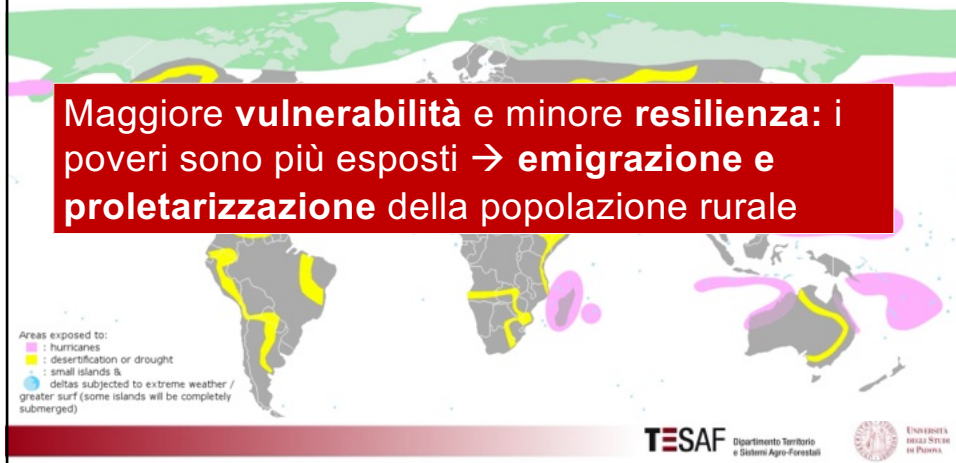 Maggiore vulnerabilità e minore resilienza: i
poveri sono più esposti → emigrazione e
proletarizzazione della popolazione rurale
Areas exposed to:
: hurricanes
: desertification or drought
: small islands &
deltas subjected to extreme weather /
greater surf (some islands will be completely
submerged)
TESAF Dipartimento Territorio
e Sistemi Agro-Forestali
UNIVERSITÀ
DEGLI STUDI
DI PADOVA